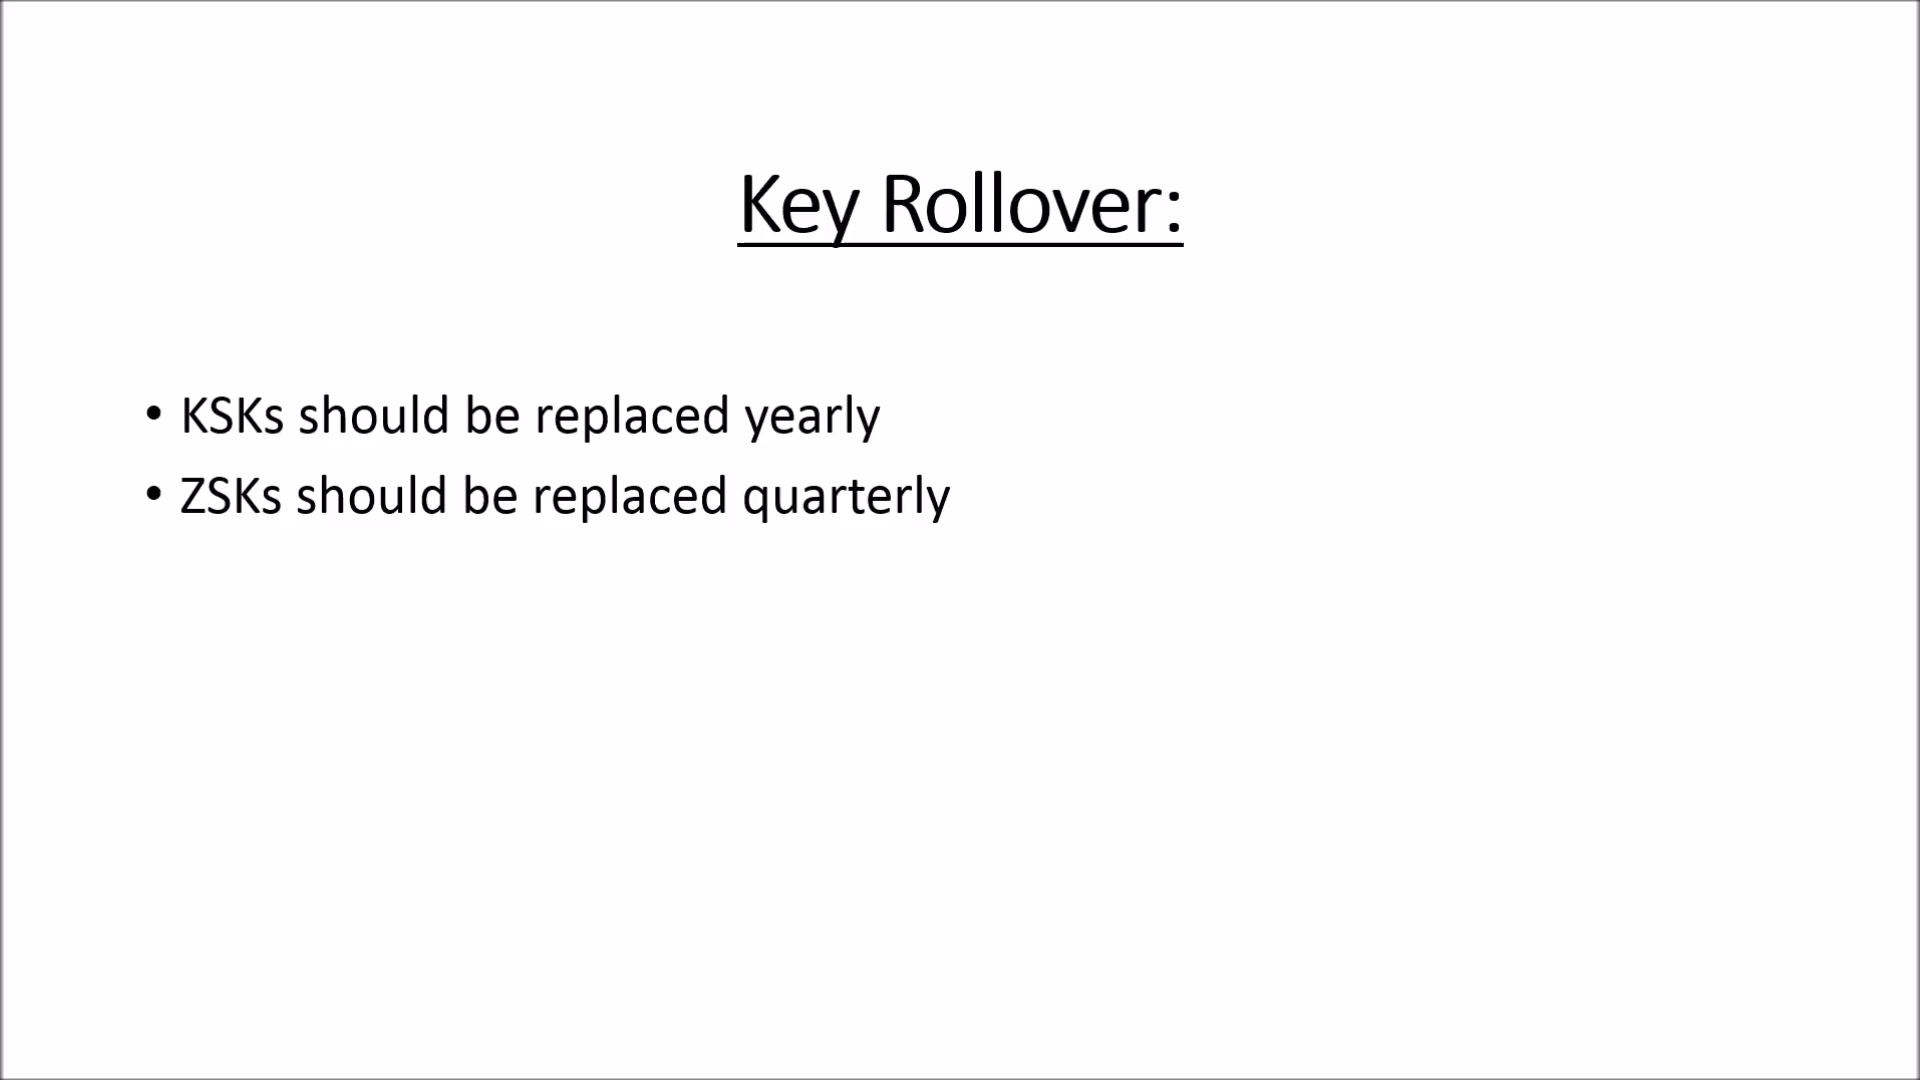 Key Rollover:
• KSKs should be replaced yearly
• ZSKs should be replaced quarterly